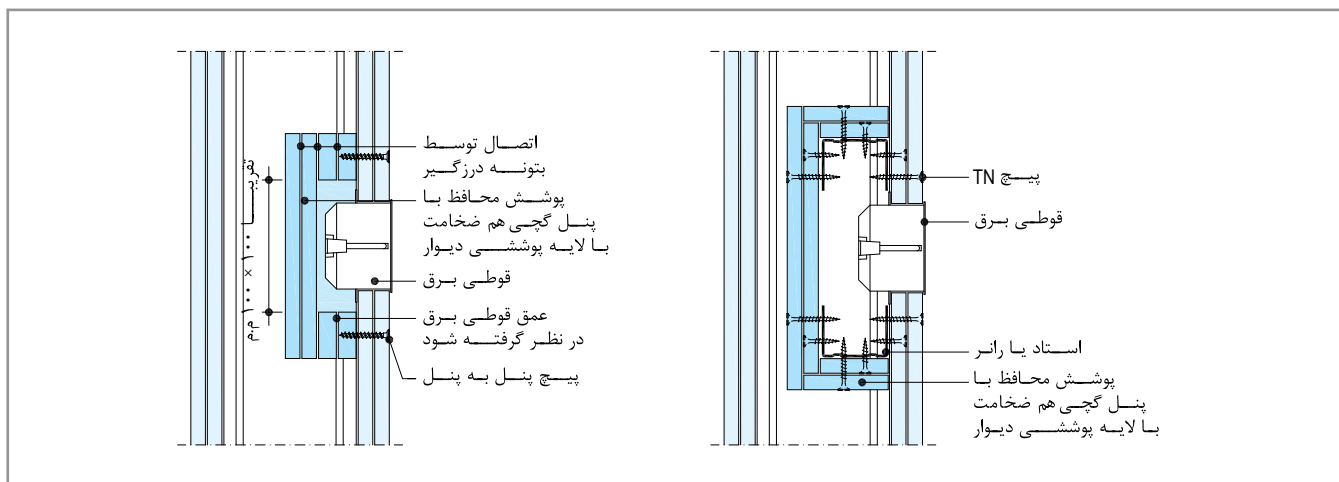 اتصال توسط
بتونه درزگیر
پوشش محافظ با
پنل گچی هم ضخامت
با لایه پوششی دیوار
قوطی برق
عمق قوطی برق
در نظر گرفته شود
پیچ پنل به پنل
تقریبا ۱۰۰ × ۱۰۰ م.م
پیچ TN
قوطی برق
استاد یا رانر
پوشش محافظ با
پنل گچی هم ضخامت
با لایه پوششی دیوار